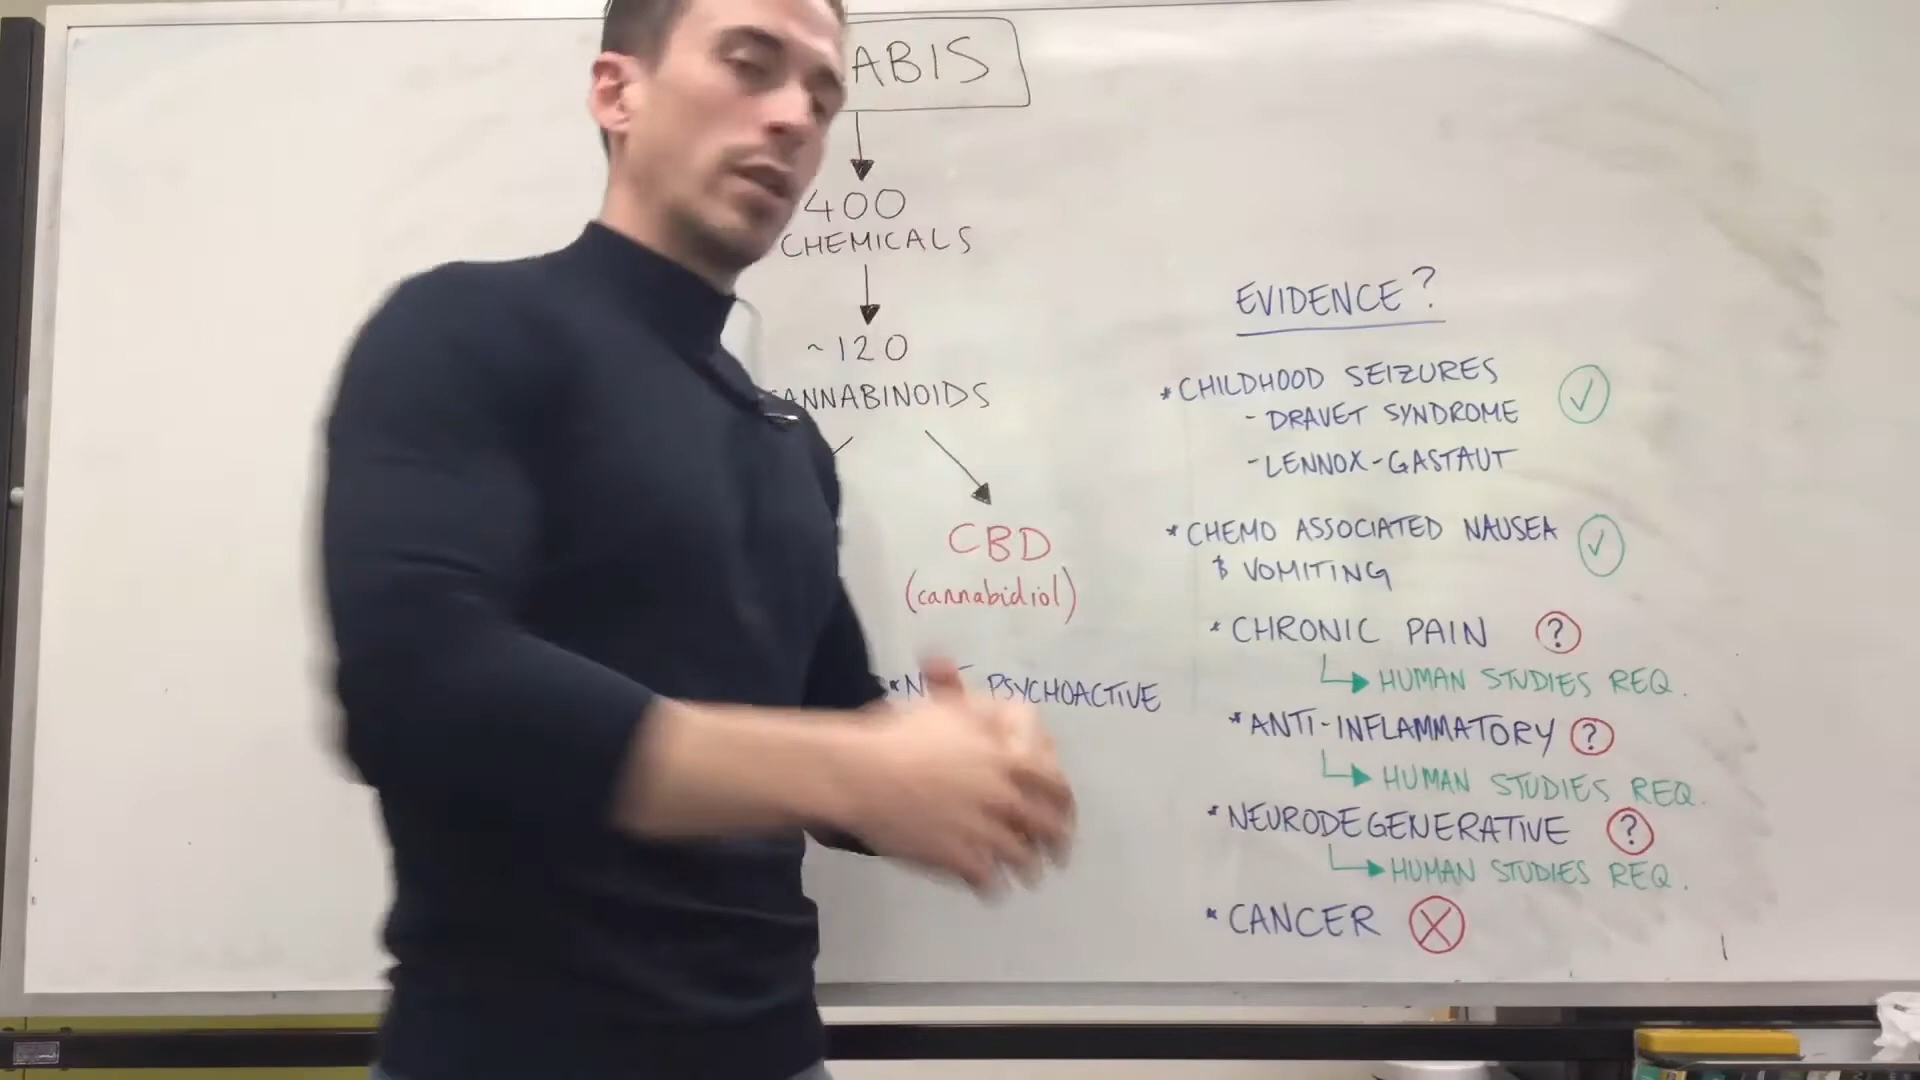 ABIS
400
CHEMICALS
~120
CANNABINOIDS
CBD
(cannabidiol)
* PSYCHOACTIVE
EVIDENCE?
* CHILDHOOD SEIZURES ✓
- DRAVET SYNDROME
- LENNOX-GASTAUT
* CHEMO ASSOCIATED NAUSEA ✓
& VOMITING
* CHRONIC PAIN ?
HUMAN STUDIES REQ.
* ANTI-INFLAMMATORY ?
HUMAN STUDIES REQ.
* NEURODEGENERATIVE ?
HUMAN STUDIES REQ.
* CANCER X